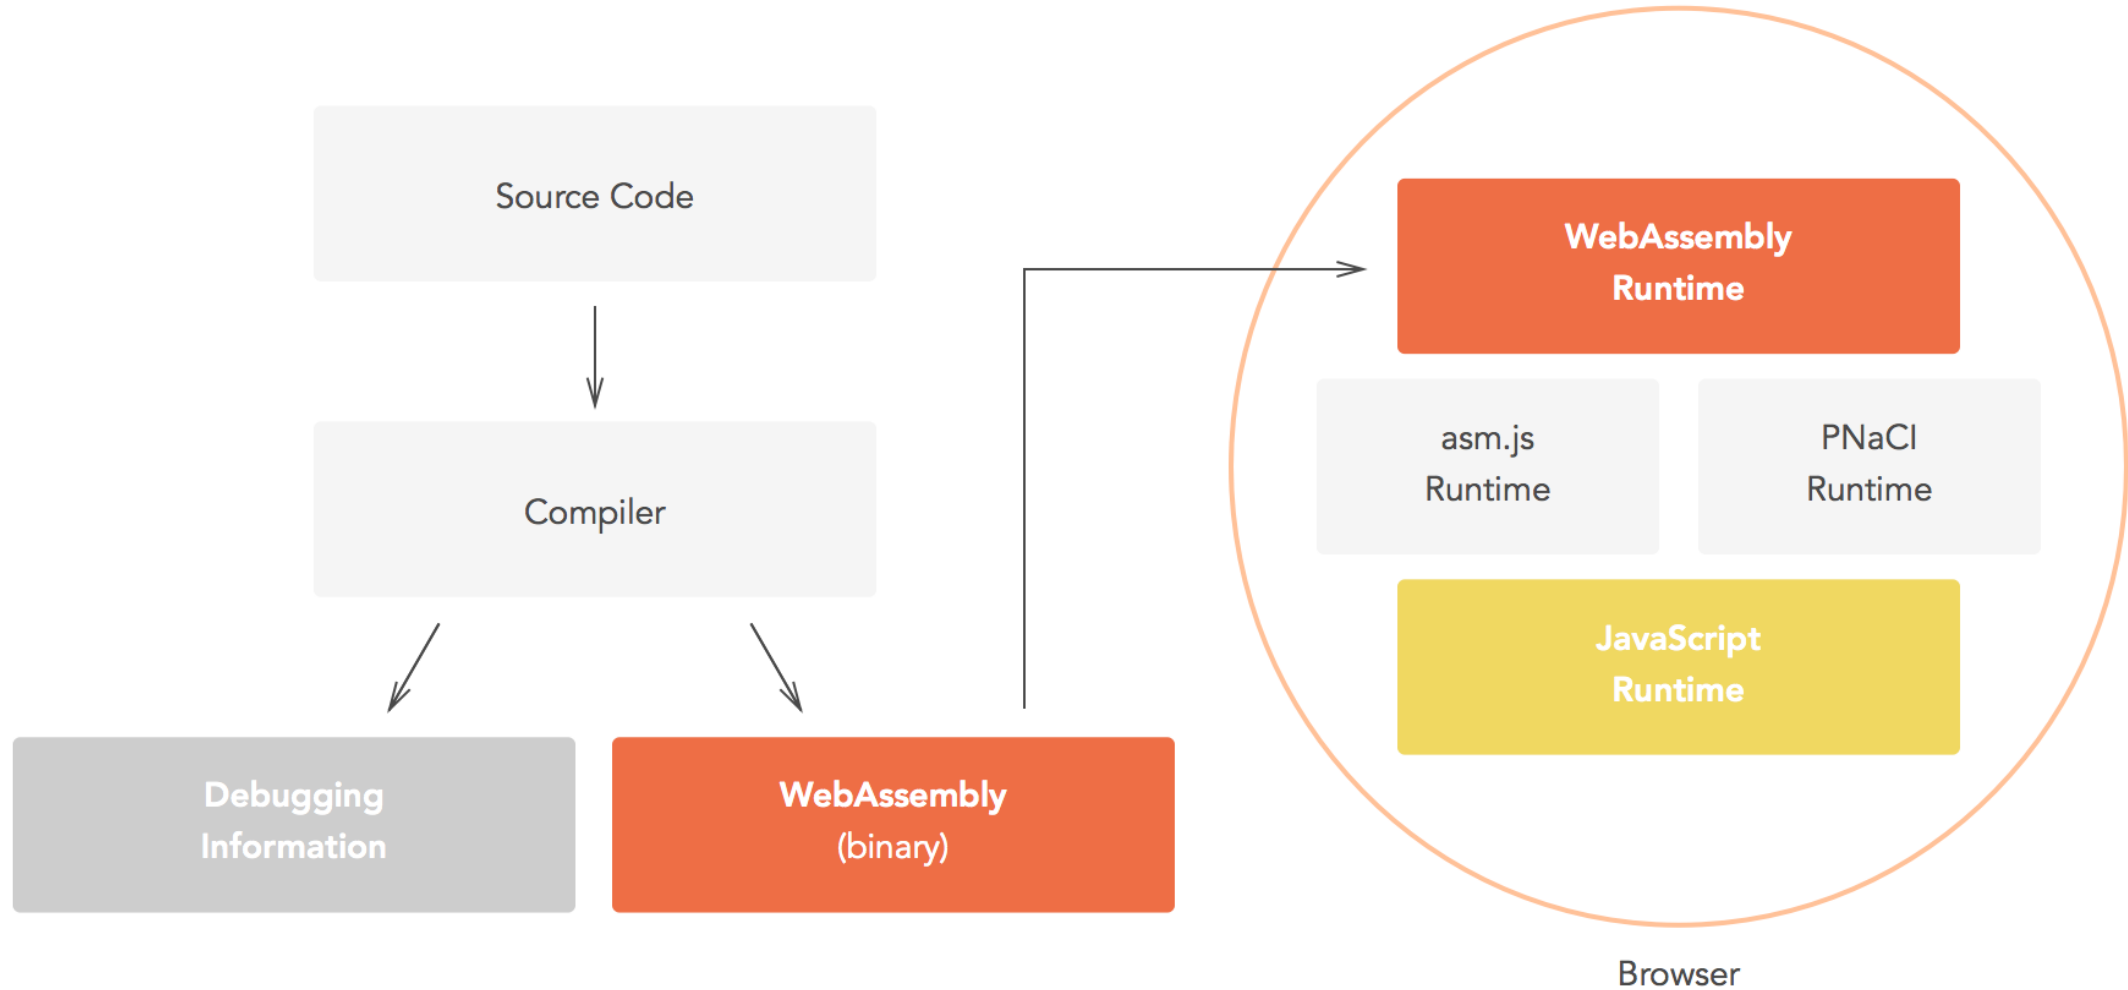 Source Code
Compiler
Debugging
Information
WebAssembly
(binary)
WebAssembly
Runtime
asm.js
Runtime
PNaCl
Runtime
JavaScript
Runtime
Browser